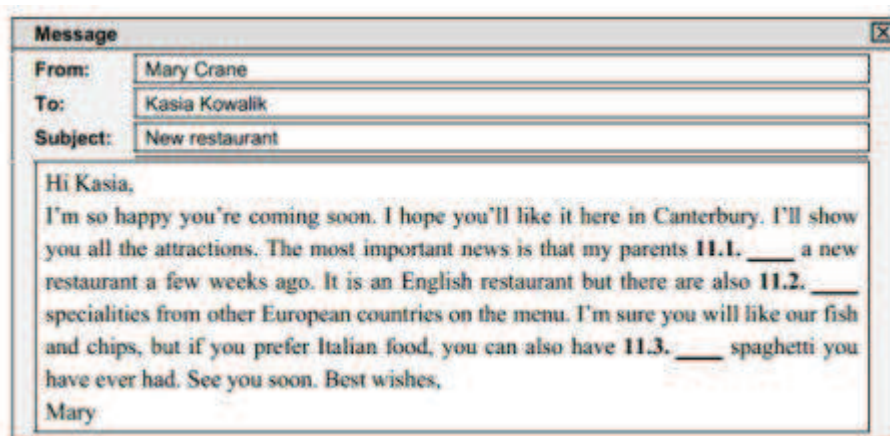 Message
From: Mary Crane
To: Kasia Kowalik
Subject: New restaurant
Hi Kasia,
I'm so happy you're coming soon. I hope you'll like it here in Canterbury. I'll show
you all the attractions. The most important news is that my parents 11.1. ____ a new
restaurant a few weeks ago. It is an English restaurant but there are also 11.2. ____
specialities from other European countries on the menu. I'm sure you will like our fish
and chips, but if you prefer Italian food, you can also have 11.3. ____ spaghetti you
have ever had. See you soon. Best wishes,
Mary